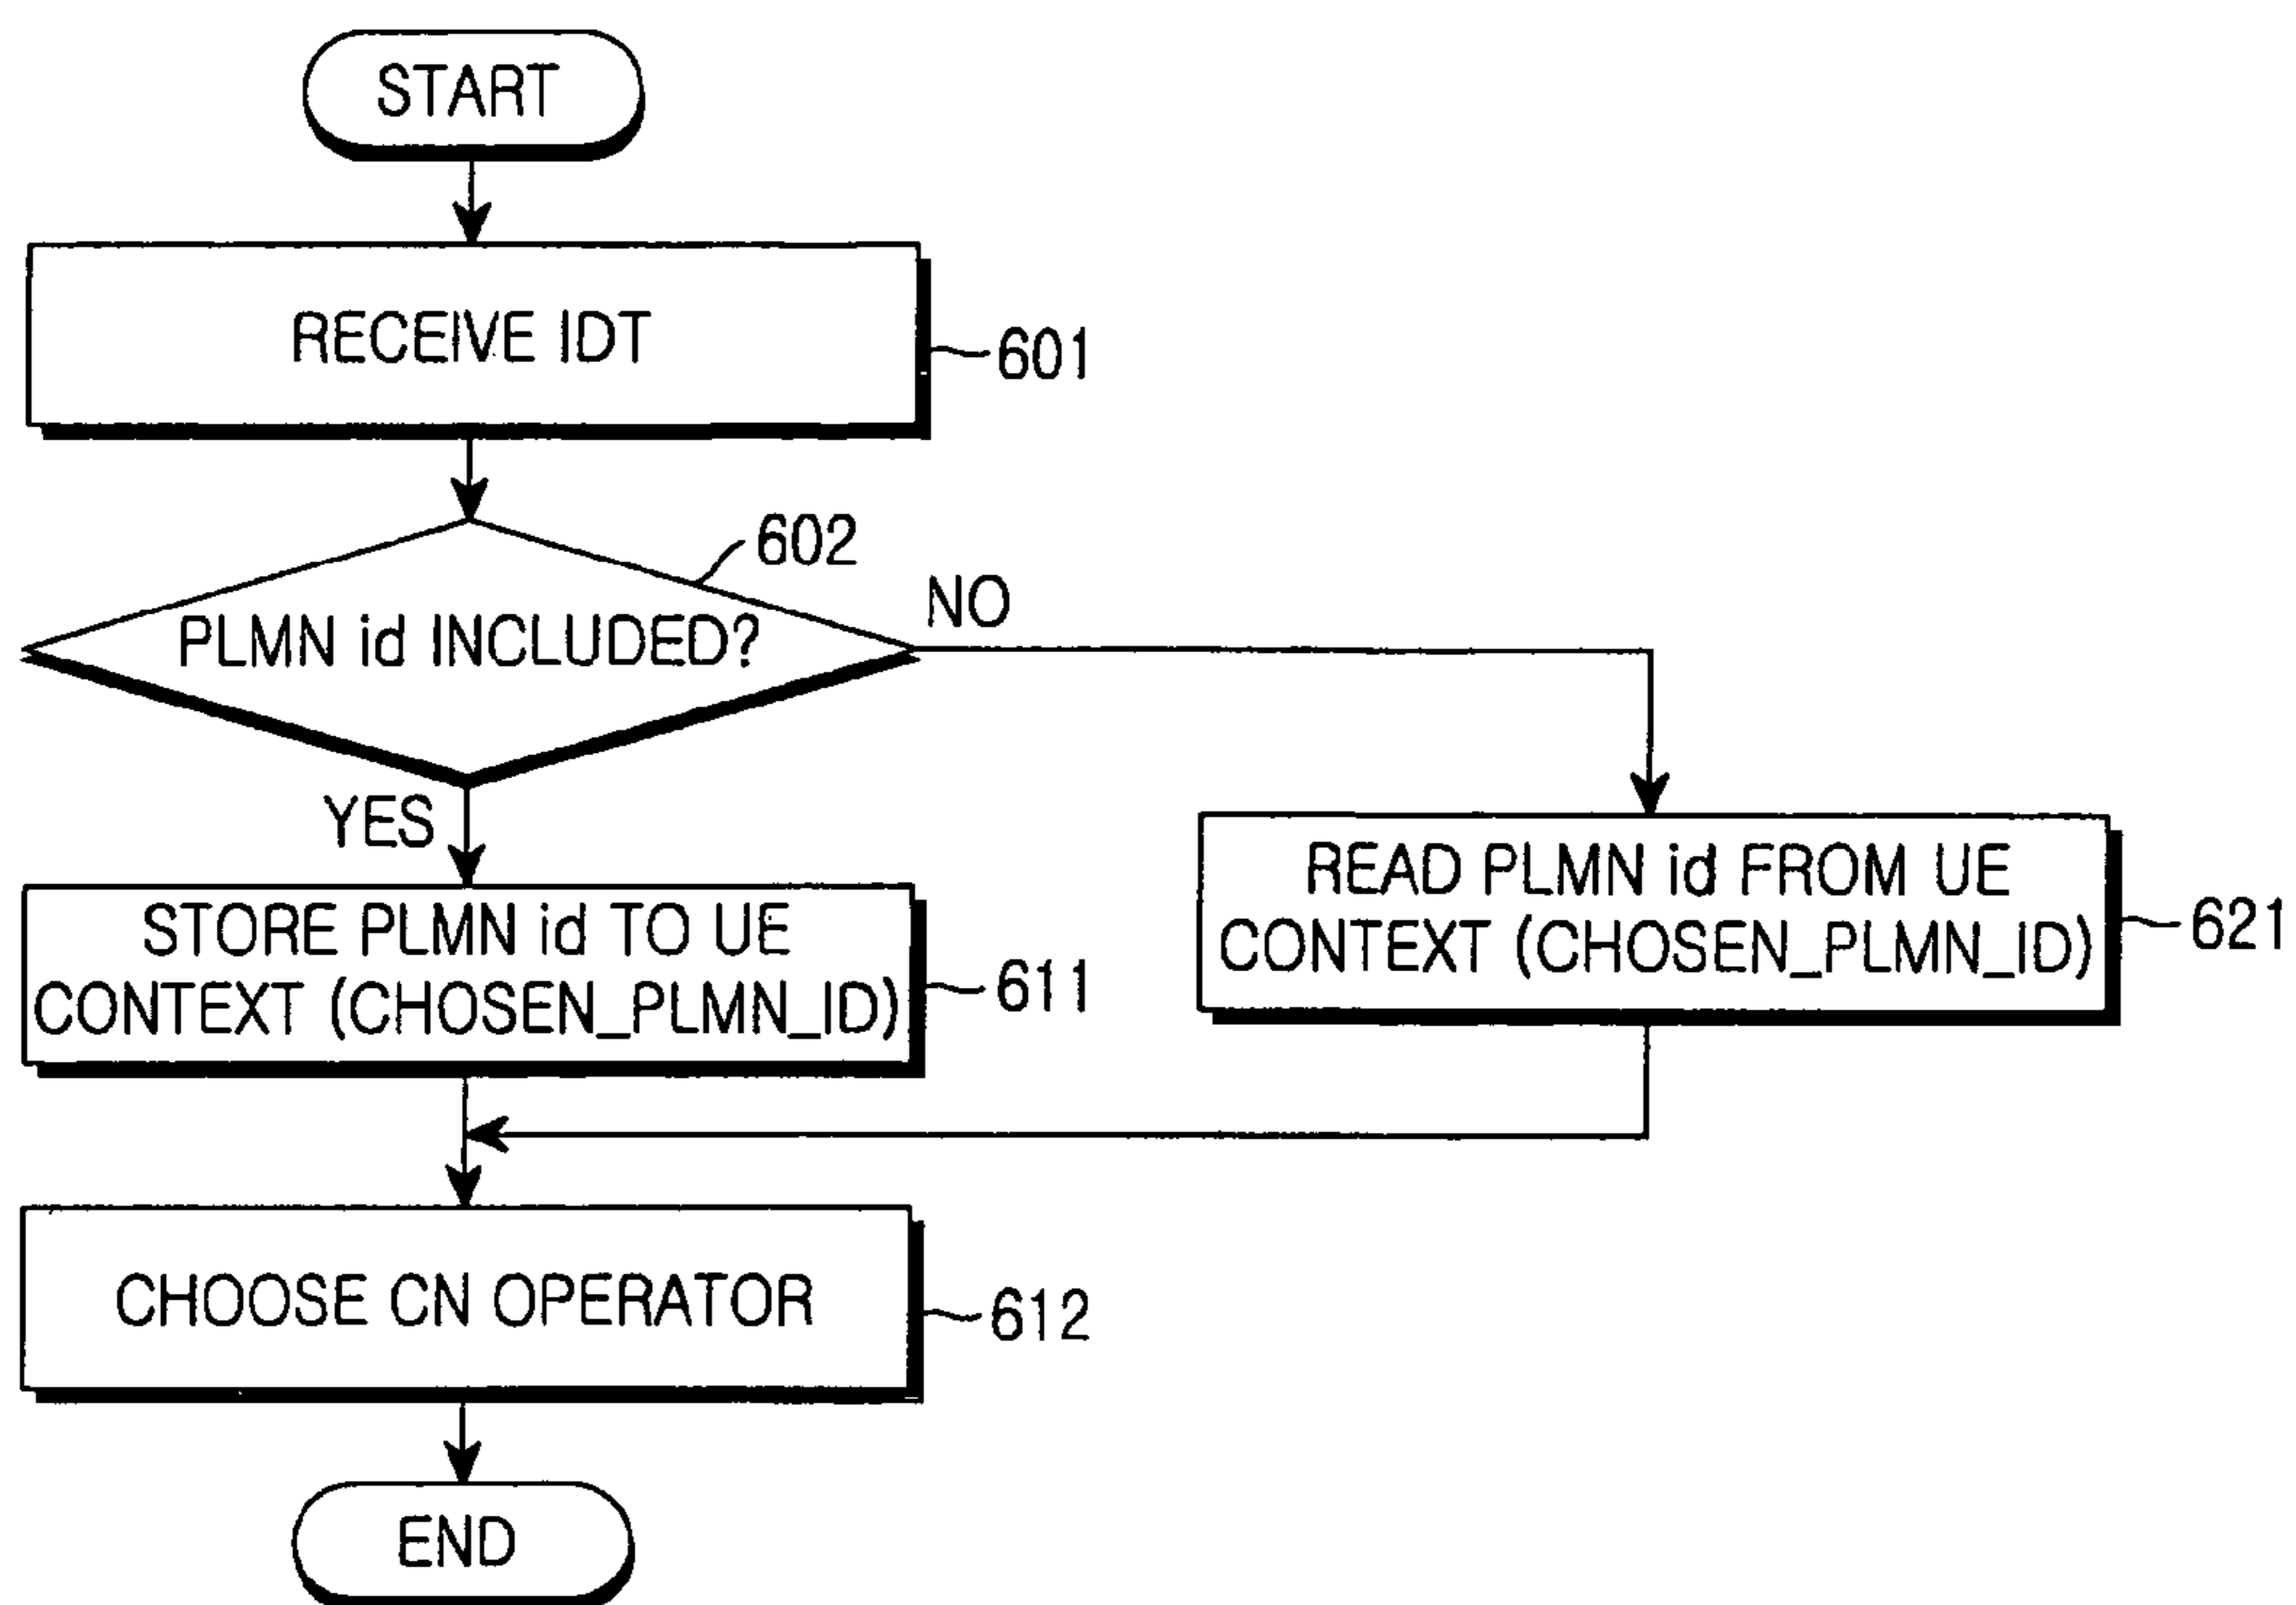 START
RECEIVE IDT
601
602
PLMN id INCLUDED?
NO
YES
STORE PLMN id TO UE
CONTEXT (CHOSEN_PLMN_ID)
611
READ PLMN id FROM UE
CONTEXT (CHOSEN_PLMN_ID)
621
CHOOSE CN OPERATOR
612
END